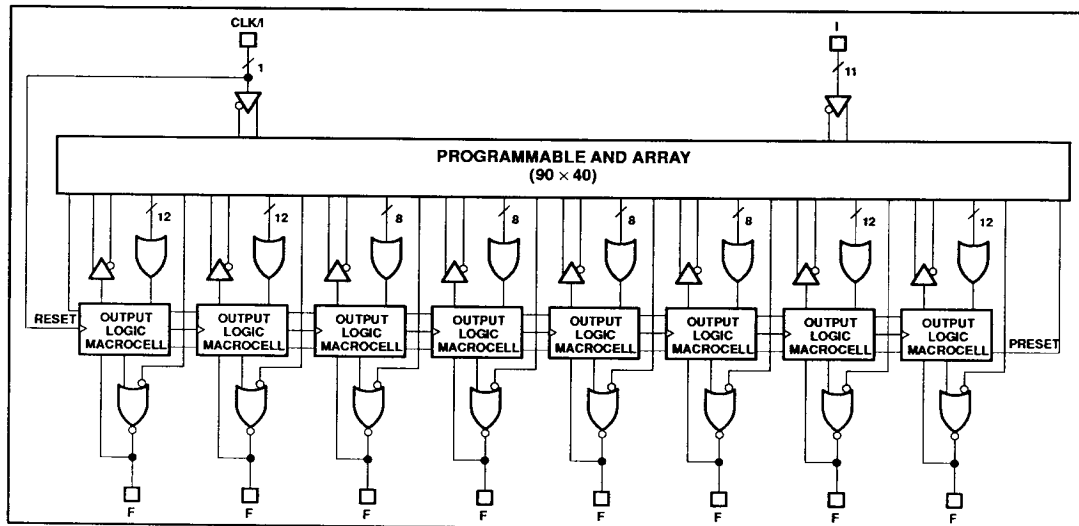 CLK/I
I
1
11
PROGRAMMABLE AND ARRAY
(90 × 40)
12
12
8
8
8
8
12
12
RESET
OUTPUT
LOGIC
MACROCELL
OUTPUT
LOGIC
MACROCELL
OUTPUT
LOGIC
MACROCELL
OUTPUT
LOGIC
MACROCELL
OUTPUT
LOGIC
MACROCELL
OUTPUT
LOGIC
MACROCELL
OUTPUT
LOGIC
MACROCELL
OUTPUT
LOGIC
MACROCELL
PRESET
F
F
F
F
F
F
F
F